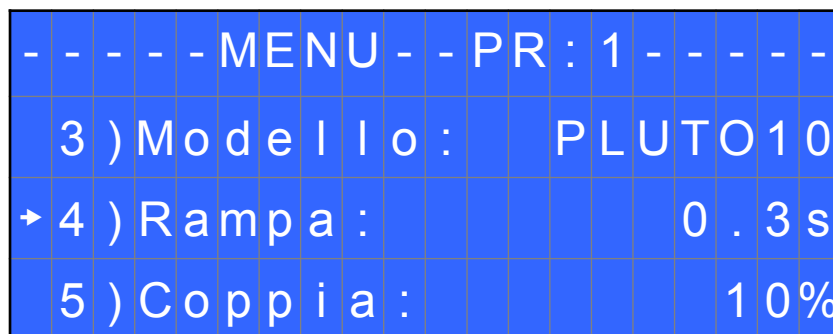 -----MENU--PR:1-----
3)Modello: PLUTO10
→4)Rampa: 0.3s
5)Coppia: 10%